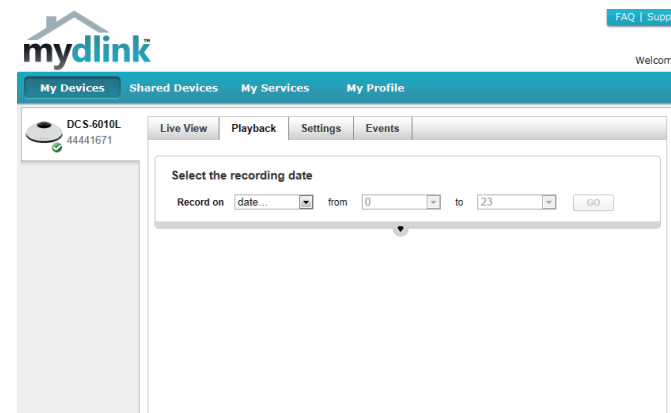 FAQ | Supp
mydlink™
Welcom
My Devices Shared Devices My Services My Profile
DCS-6010L
44441671
Live View Playback Settings Events
Select the recording date
Record on date... from 0 to 23 GO